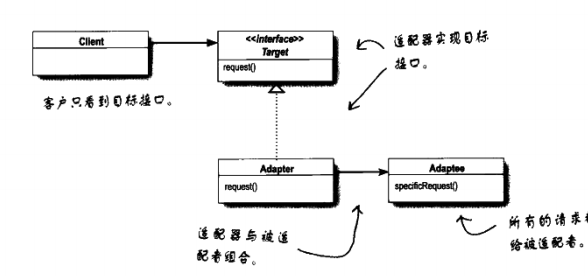 Client
<<interface>>
Target
request()
适配器实现目标
接口。
客户只看到目标接口。
Adapter
request()
Adaptee
specificRequest()
适配器与被适
配者组合。
所有的请求
给被适配者。